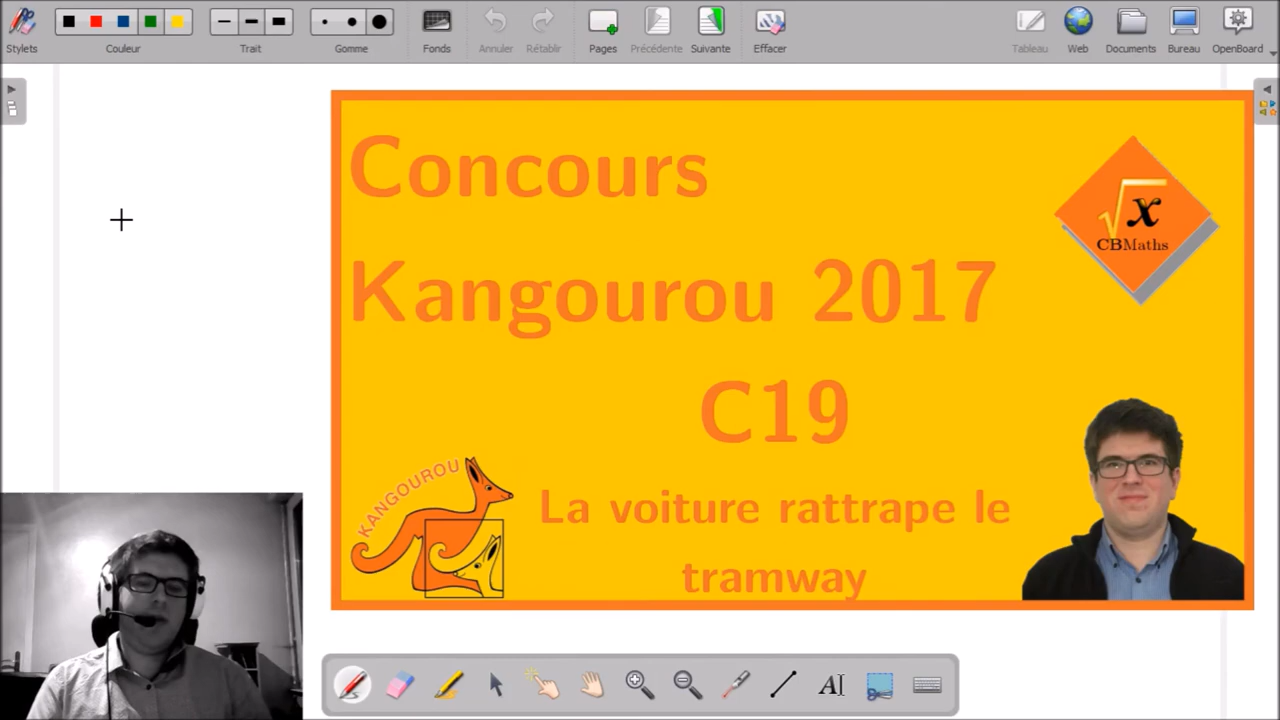 Stylets
Couleur
Trait
Gomme
Fonds
Annuler
Rétablir
Pages
Précédente
Suivante
Effacer
Tableau
Web
Documents
Bureau
OpenBoard
Concours
Kangourou 2017
C19
La voiture rattrape le
tramway
√x
CBMaths
KANGOUROU
AI